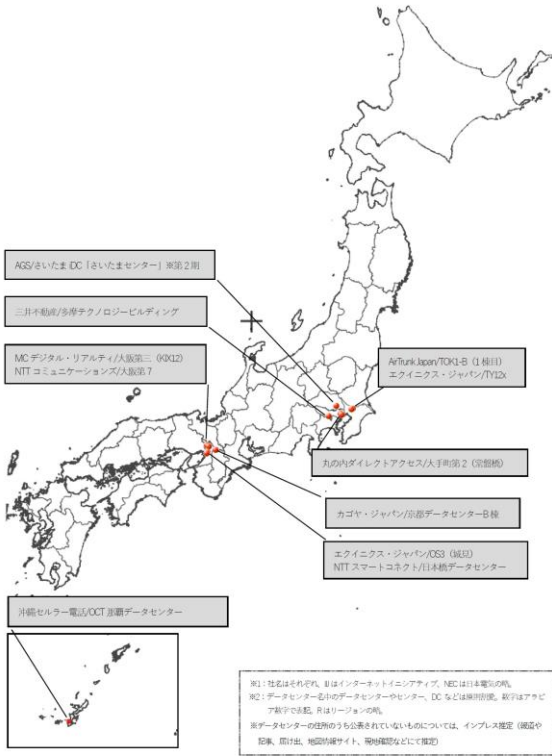 AGS/さいたまiDC「さいたまセンター」※第2期
三井不動産/多摩テクノロジービルディング
MCデジタル・リアルティ/大阪第三（KIX12）
NTTコミュニケーションズ/大阪第7
AirTrunk Japan/TOK1-B（1棟目）
エクイニクス・ジャパン/TY12x
丸の内ダイレクトアクセス/大手町第2（常盤橋）
カゴヤ・ジャパン/京都データセンターB棟
エクイニクス・ジャパン/OS3（城見）
NTTスマートコネクト/日本橋データセンター
沖縄セルラー電話/OCT那覇データセンター
※1：社名はそれぞれ、IIJはインターネットイニシアティブ、NECは日本電気の略。
※2：データセンター名中のデータセンターやセンター、DCなどは原則割愛。数字はアラビ
ア数字で表記。Rはリージョンの略。
※データセンターの住所のうち公表されていないものについては、インプレス推定（報道や
記事、届け出、地図情報サイト、現地確認などにて推定）